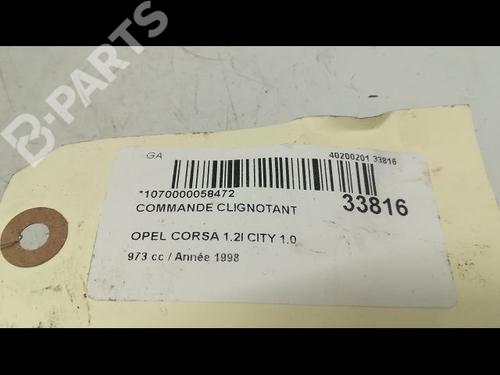 B-PARTS
GA
40200201 33816
*1070000058472
COMMANDE CLIGNOTANT
33816
OPEL CORSA 1.2I CITY 1.0
973 cc / Année 1998